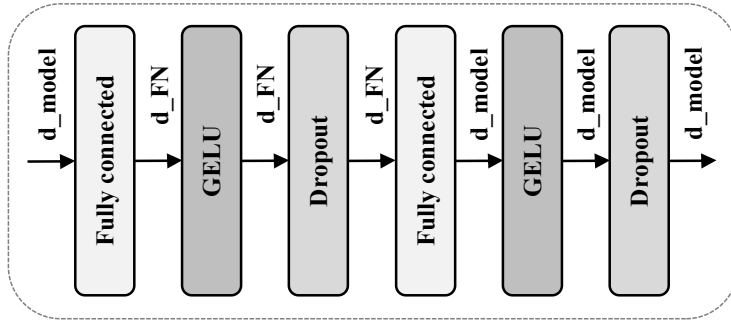 d_model
Fully connected
d_FN
GELU
d_FN
Dropout
d_FN
Fully connected
d_model
GELU
d_model
Dropout
d_model